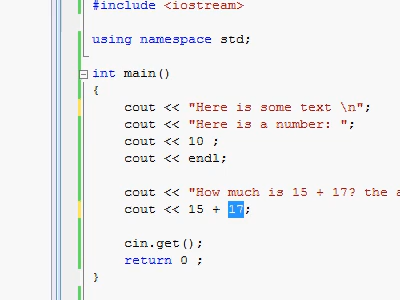 #include <iostream>
using namespace std;
int main()
{
cout << "Here is some text \n";
cout << "Here is a number: ";
cout << 10 ;
cout << endl;
cout << "How much is 15 + 17? the
cout << 15 + 17;
cin.get();
return 0 ;
}